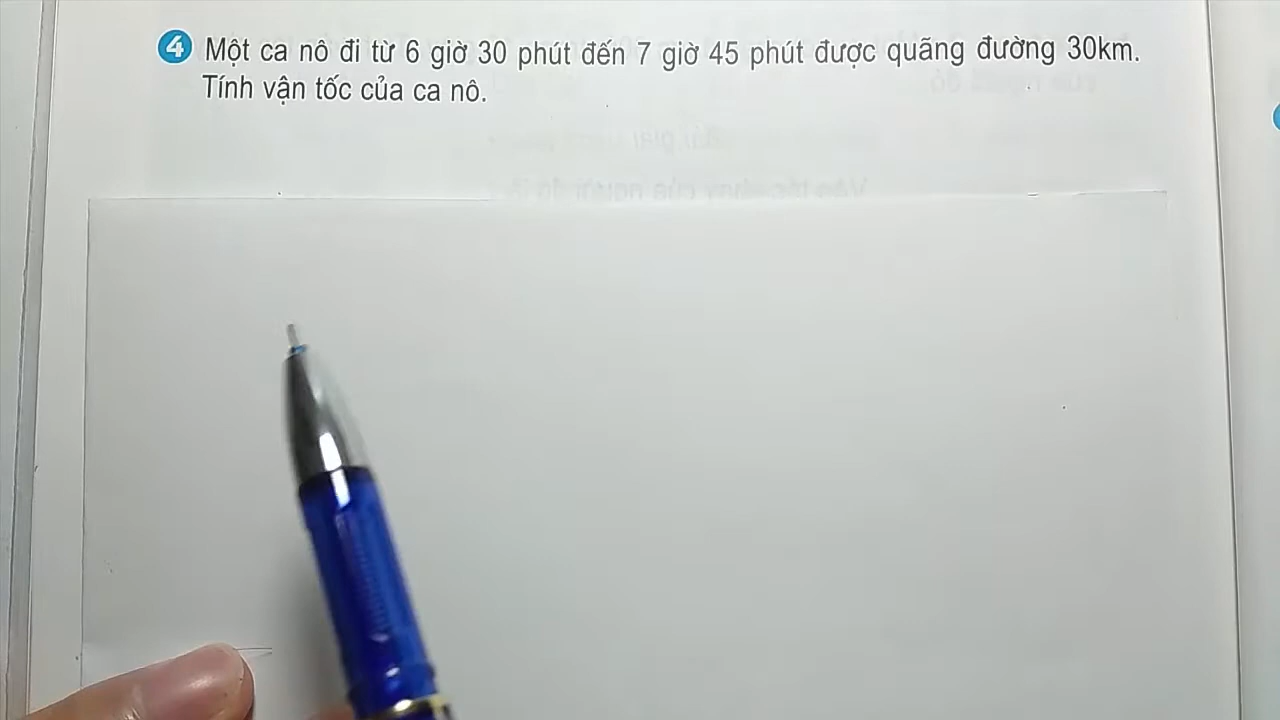 4 Một ca nô đi từ 6 giờ 30 phút đến 7 giờ 45 phút được quãng đường 30km.
Tính vận tốc của ca nô.